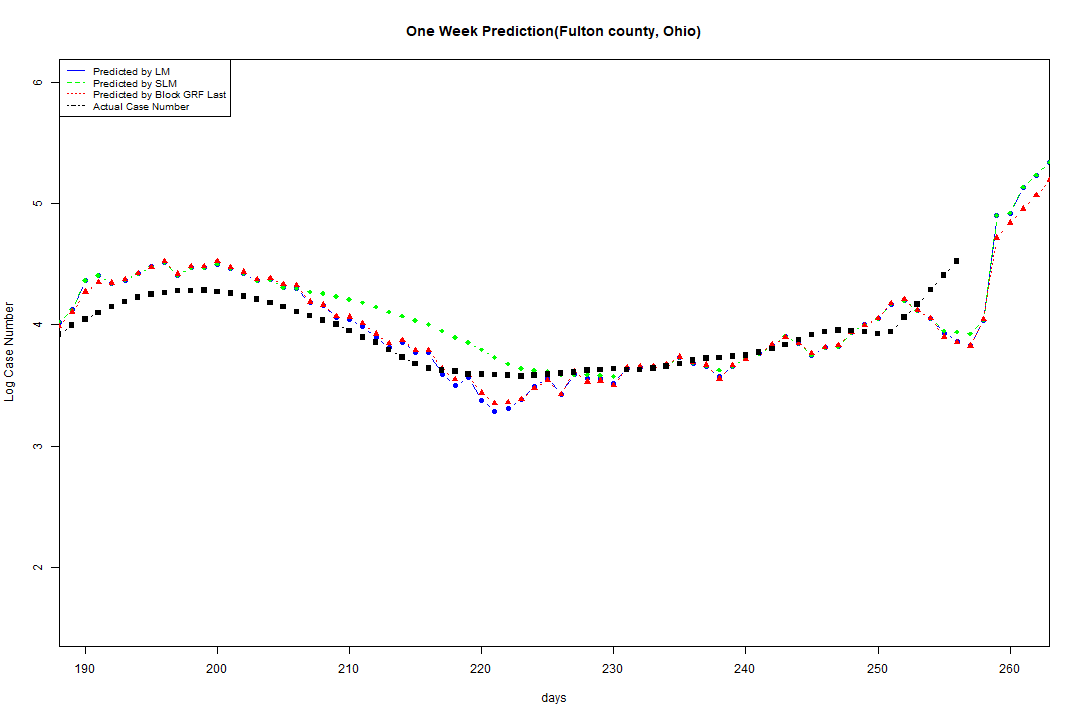 One Week Prediction(Fulton county, Ohio)
Predicted by LM
Predicted by SLM
Predicted by Block GRF Last
Actual Case Number
6
5
4
3
2
Log Case Number
190 200 210 220 230 240 250 260
days